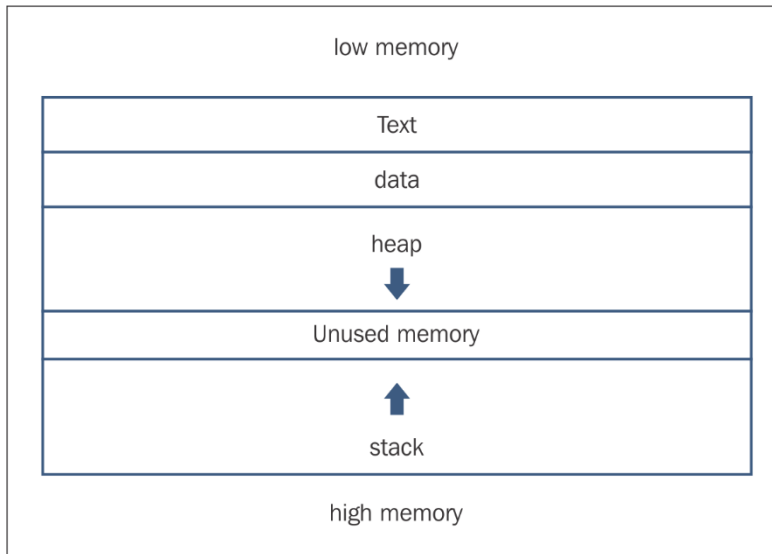 low memory
Text
data
heap
Unused memory
stack
high memory